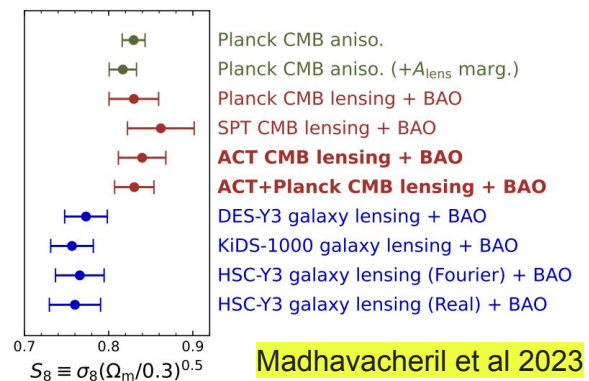 Planck CMB aniso.
Planck CMB aniso. (+A_lens marg.)
Planck CMB lensing + BAO
SPT CMB lensing + BAO
ACT CMB lensing + BAO
ACT+Planck CMB lensing + BAO
DES-Y3 galaxy lensing + BAO
KiDS-1000 galaxy lensing + BAO
HSC-Y3 galaxy lensing (Fourier) + BAO
HSC-Y3 galaxy lensing (Real) + BAO
0.7 0.8 0.9
S₈ ≡ σ₈(Ωₘ/0.3)⁰·⁵
Madhavacheril et al 2023